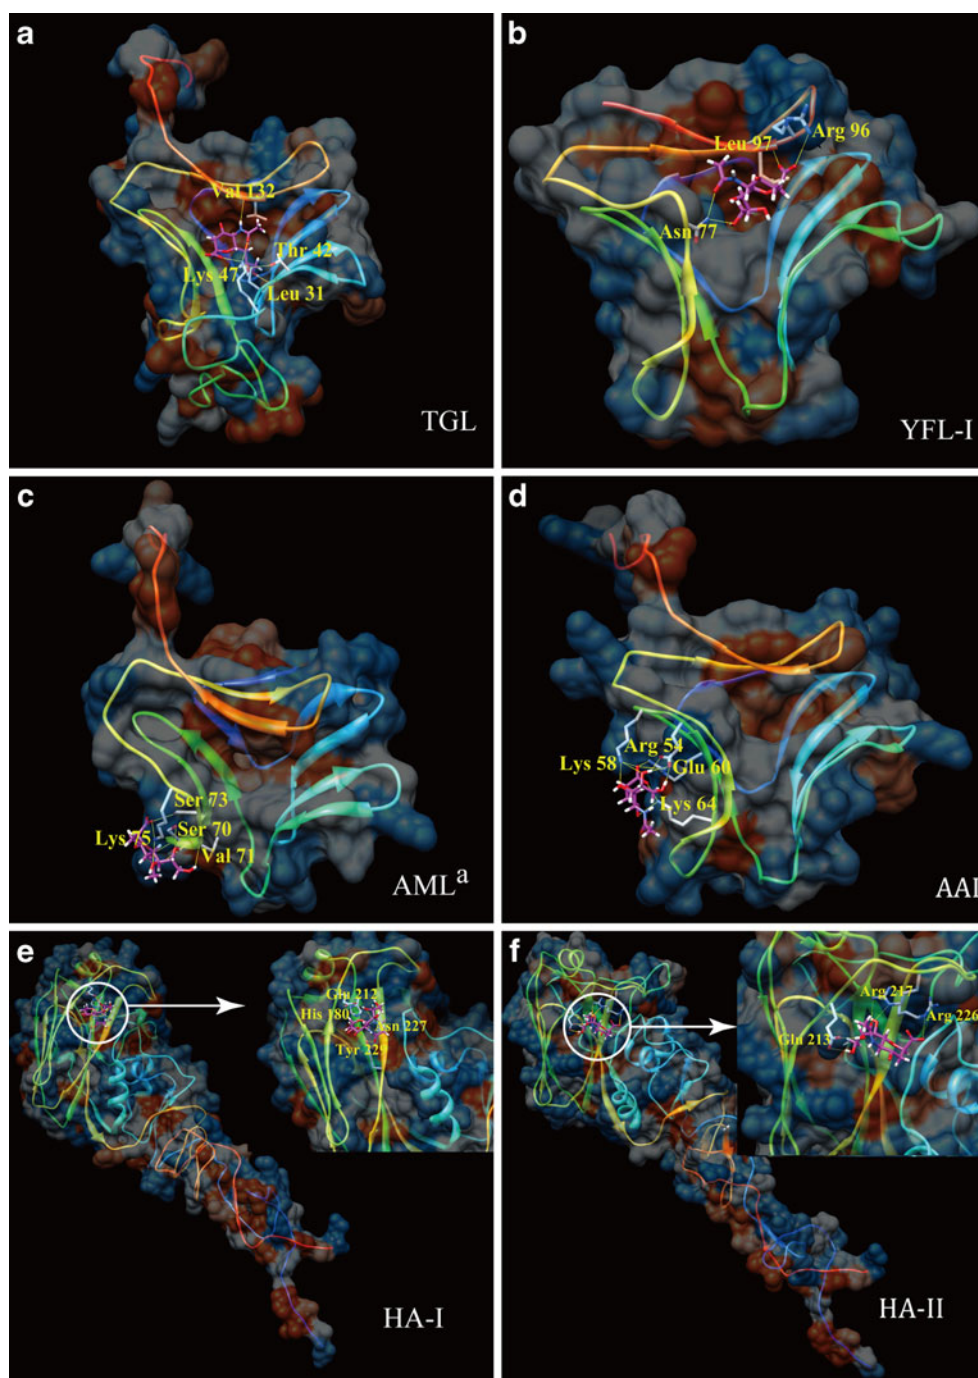 a
Val 132
Thr 42
Lys 47
Leu 31
TGL
b
Leu 97
Arg 96
Asn 77
YFL-I
c
Ser 73
Lys 75
Ser 70
Val 71
AMLᵃ
d
Arg 54
Lys 58
Glu 60
Lys 64
AAL
e
Glu 212
His 180
Asn 227
Tyr 229
HA-I
f
Arg 217
Arg 226
Gln 213
HA-II